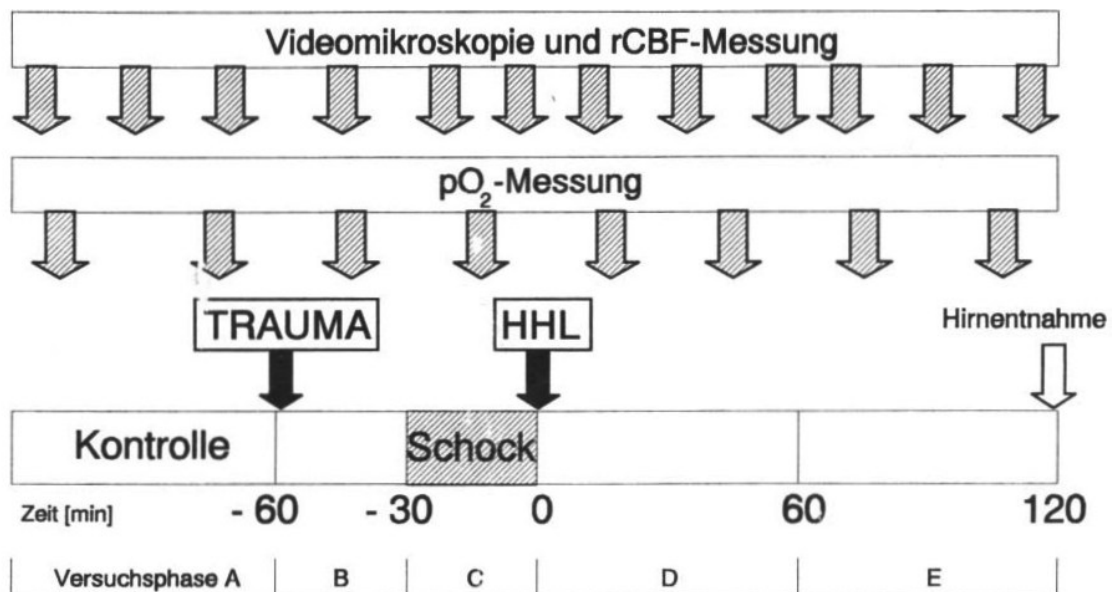 Videomikroskopie und rCBF-Messung
pO₂-Messung
TRAUMA HHL Hirnentnahme
Kontrolle Schock
Zeit [min] - 60 - 30 0 60 120
Versuchsphase A B C D E